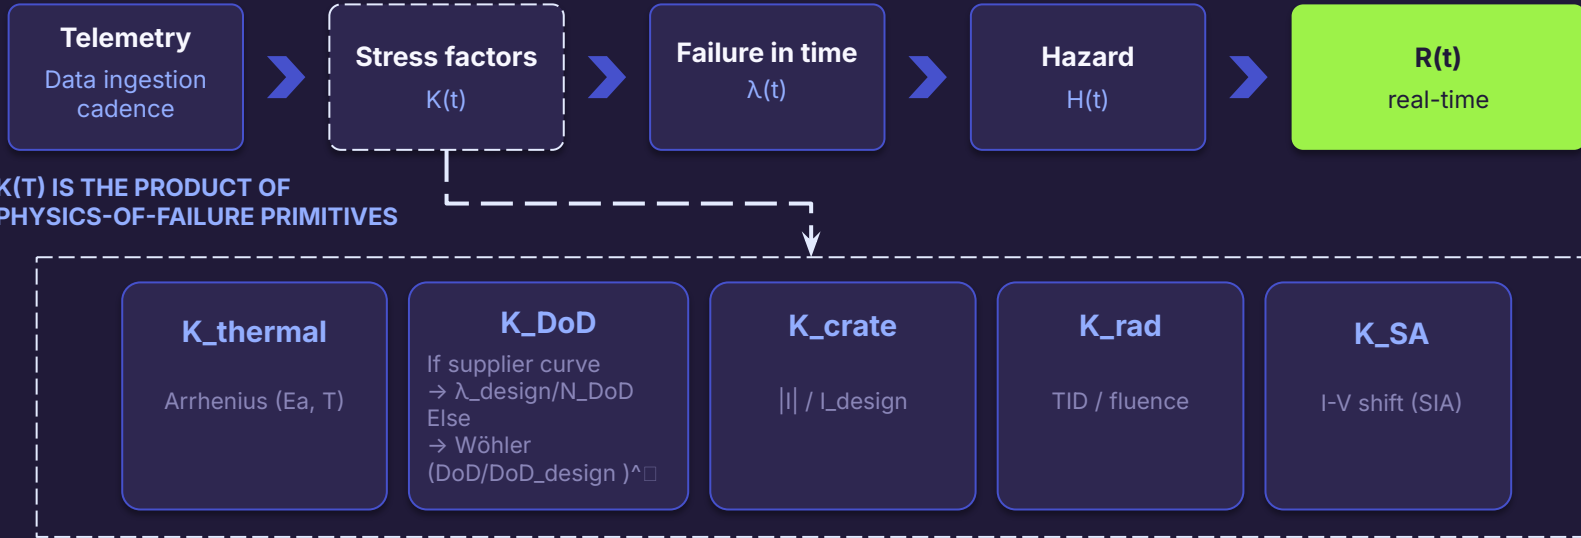 Telemetry
Data ingestion
cadence
Stress factors
K(t)
Failure in time
λ(t)
Hazard
H(t)
R(t)
real-time
K(T) IS THE PRODUCT OF
PHYSICS-OF-FAILURE PRIMITIVES
K_thermal
Arrhenius (Ea, T)
K_DoD
If supplier curve
→ λ_design/N_DoD
Else
→ Wöhler
(DoD/DoD_design )^
K_crate
|I| / I_design
K_rad
TID / fluence
K_SA
I-V shift (SIA)